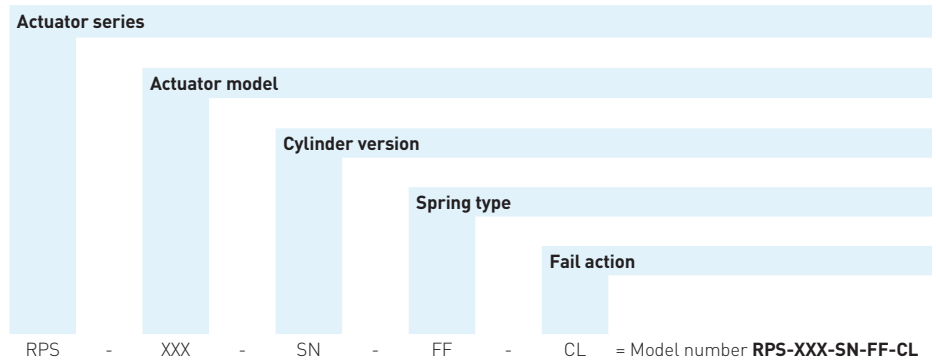 Actuator series
Actuator model
Cylinder version
Spring type
Fail action
RPS - XXX - SN - FF - CL = Model number RPS-XXX-SN-FF-CL